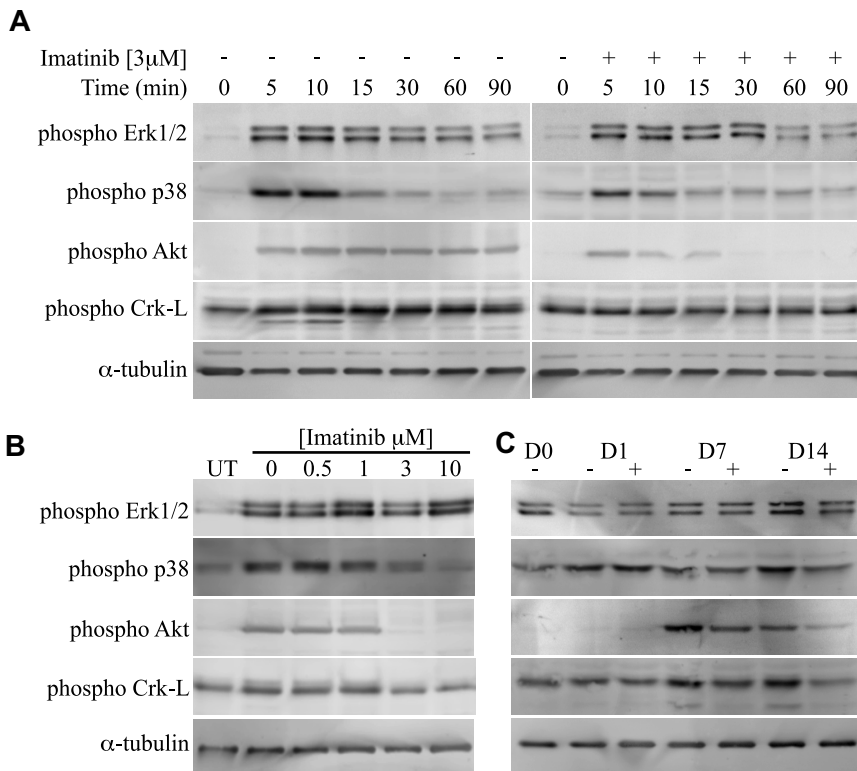 A
Imatinib [3μM] - - - - - - - - + + + + + +
Time (min) 0 5 10 15 30 60 90 0 5 10 15 30 60 90
phospho Erk1/2
phospho p38
phospho Akt
phospho Crk-L
α-tubulin
B
[Imatinib μM]
UT 0 0.5 1 3 10
phospho Erk1/2
phospho p38
phospho Akt
phospho Crk-L
α-tubulin
C
D0 D1 D7 D14
- - + - + - +